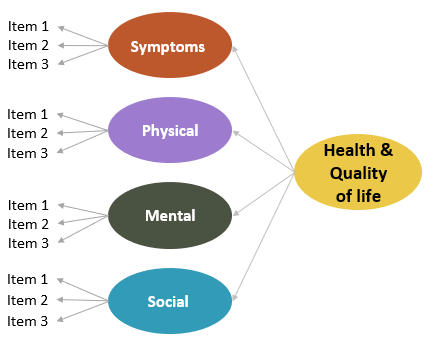 Item 1
Item 2
Item 3
Symptoms
Item 1
Item 2
Item 3
Physical
Health &
Quality
of life
Item 1
Item 2
Item 3
Mental
Item 1
Item 2
Item 3
Social